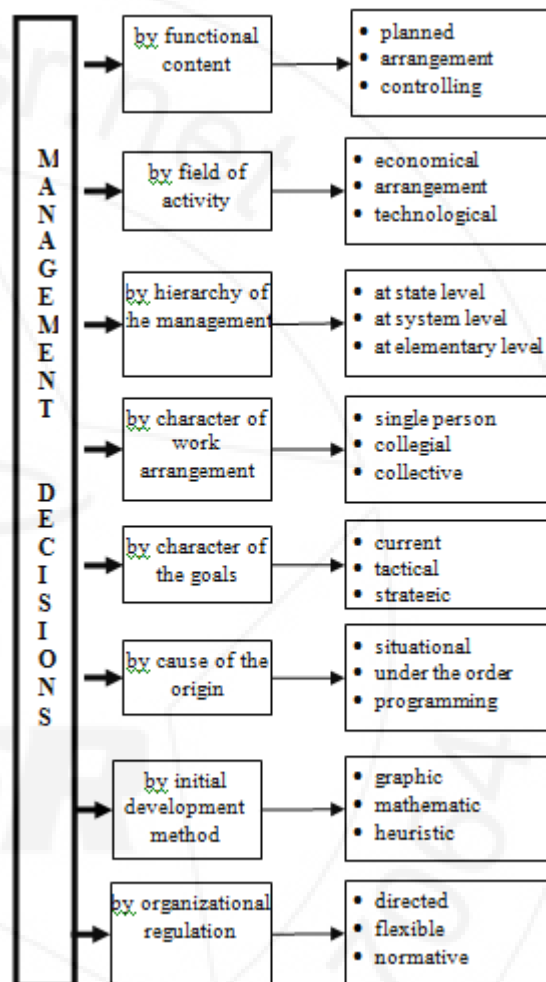 MANAGEMENT DECISIONS
by functional
content
• planned
• arrangement
• controlling
by field of
activity
• economical
• arrangement
• technological
by hierarchy of
the management
• at state level
• at system level
• at elementary level
by character of
work
arrangement
• single person
• collegial
• collective
by character of
the goals
• current
• tactical
• strategic
by cause of the
origin
• situational
• under the order
• programming
by initial
development
method
• graphic
• mathematic
• heuristic
by organizational
regulation
• directed
• flexible
• normative
sr.net
7064